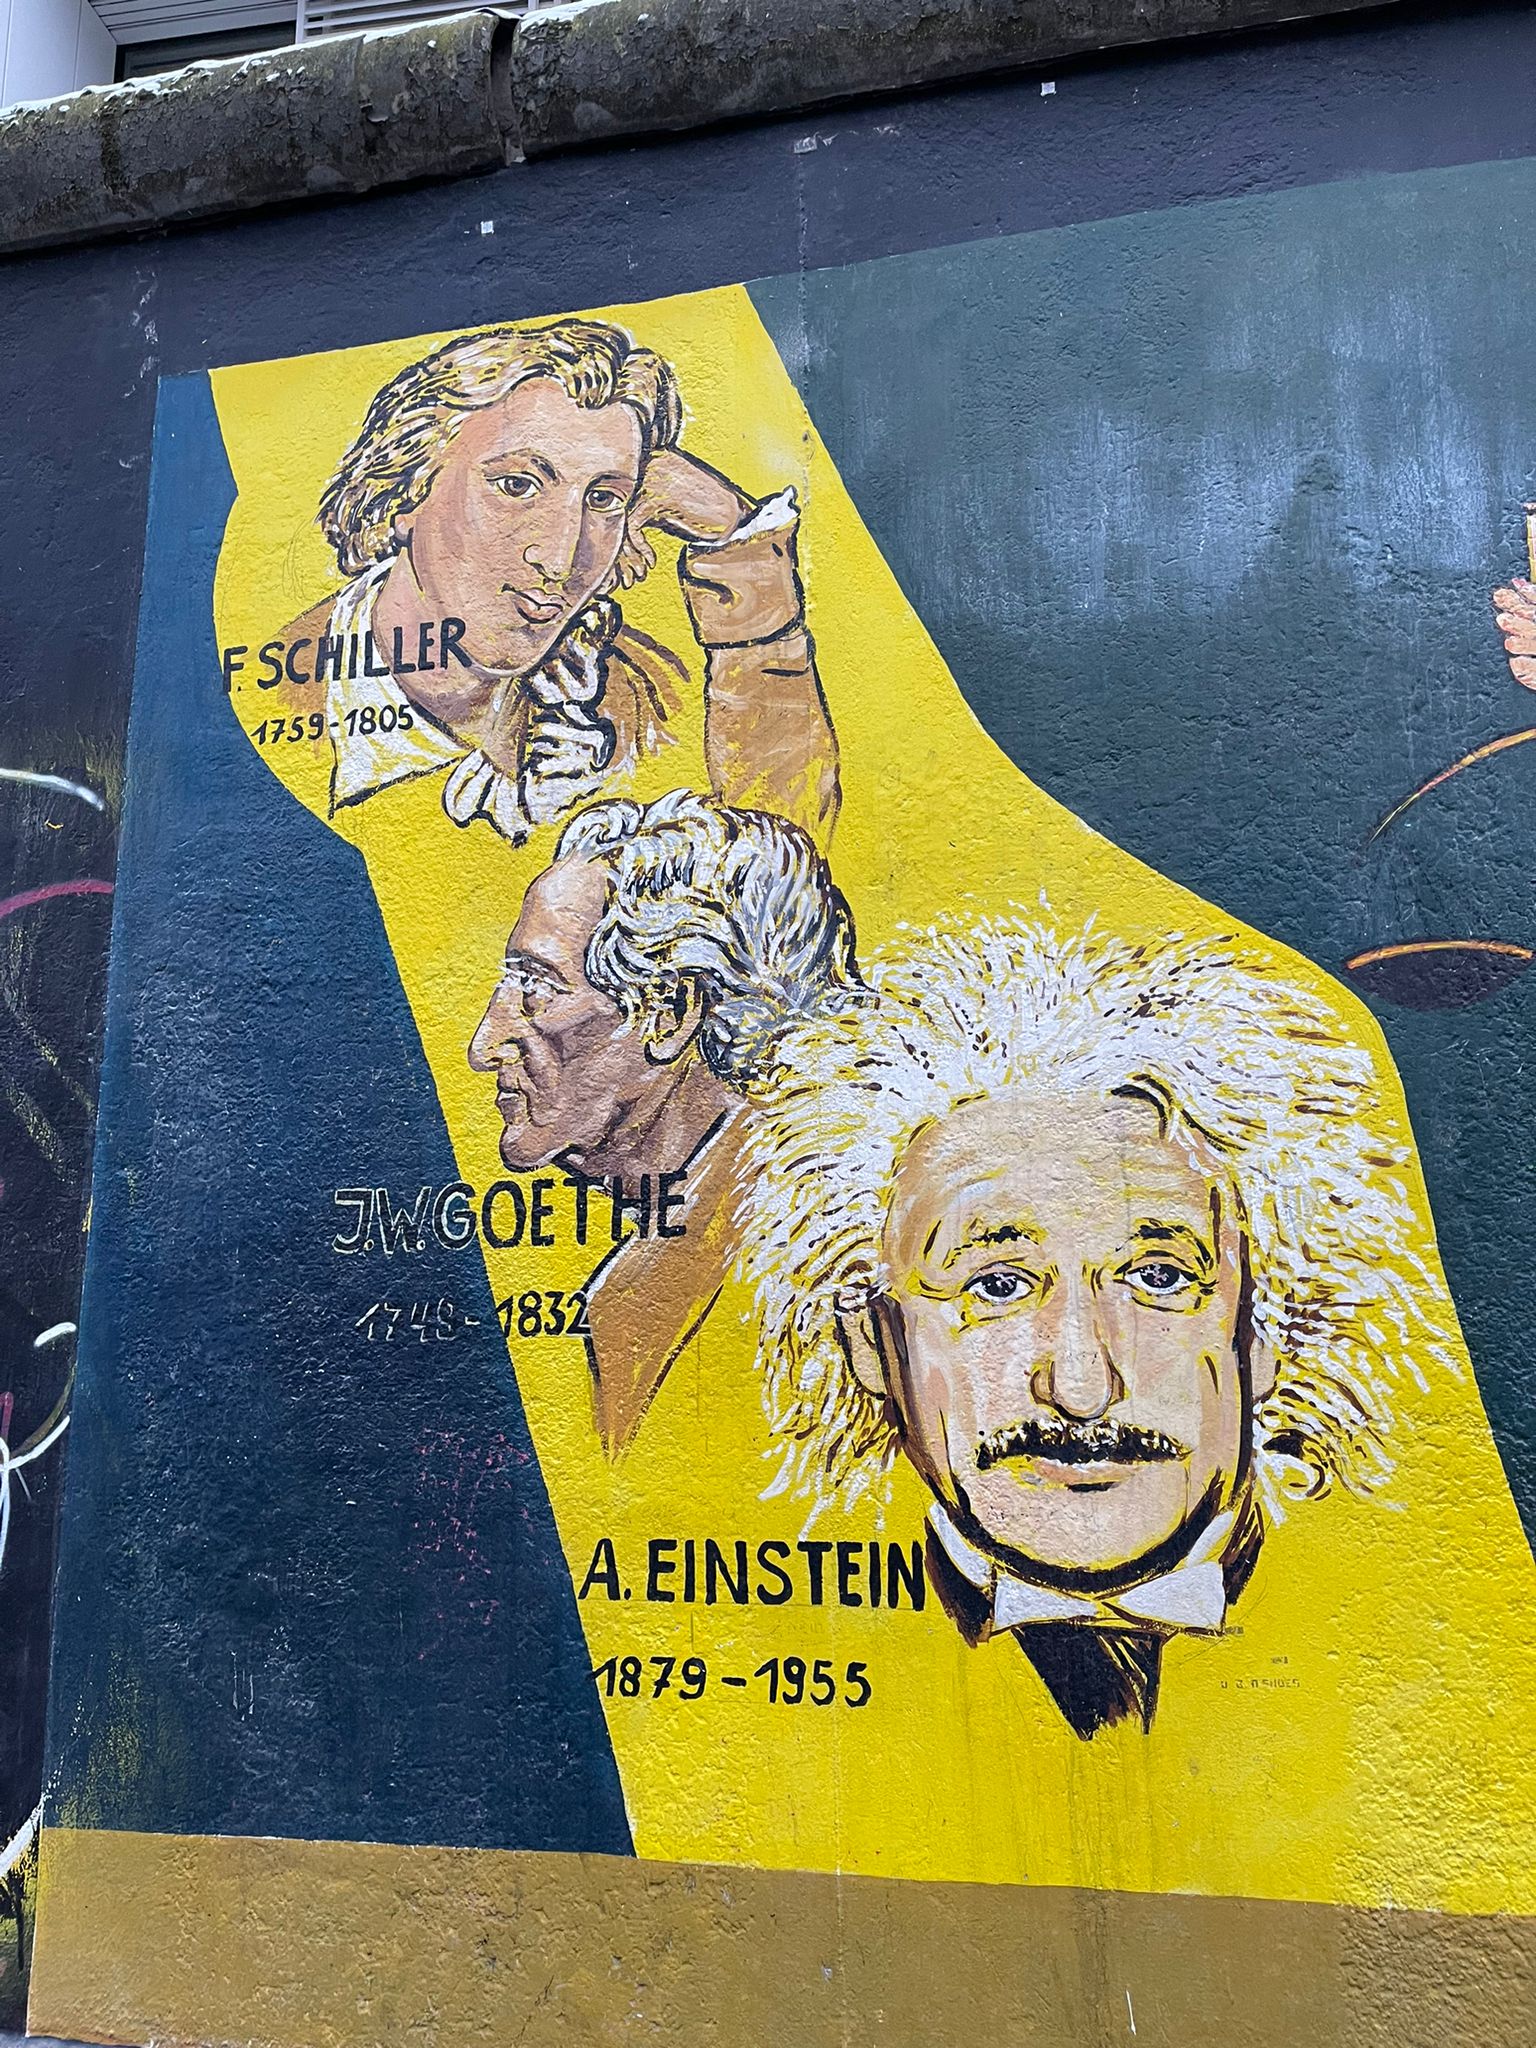 F. SCHILLER
1759-1805
J.W. GOETHE
1749-1832
A. EINSTEIN
1879-1955